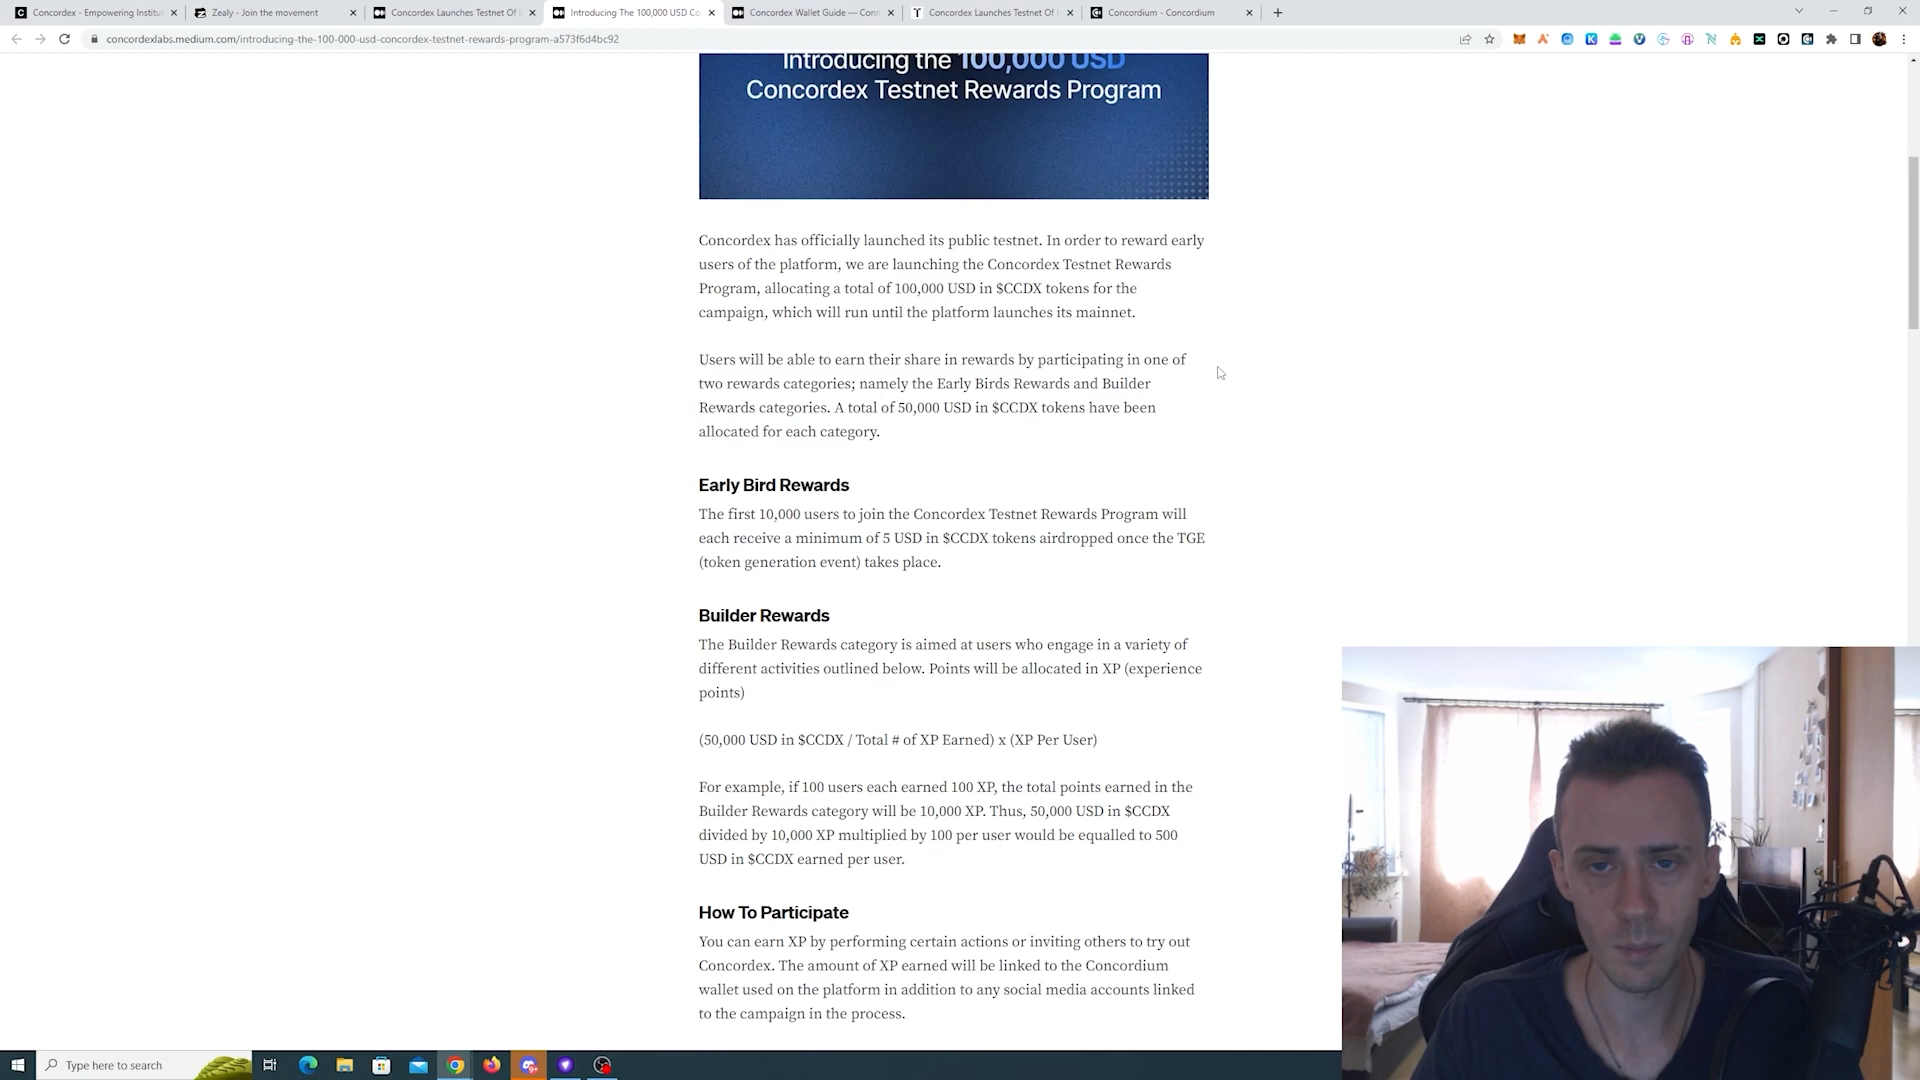 Concordex - Empowering Institut
Zealy - Join the movement
Concordex Launches Testnet Of I
Introducing The 100,000 USD Co
Concordex Wallet Guide — Conn
Concordex Launches Testnet Of I
Concordium - Concordium
concordexlabs.medium.com/introducing-the-100-000-usd-concordex-testnet-rewards-program-a573f6d4bc92
Introducing the 100,000 USD
Concordex Testnet Rewards Program
Concordex has officially launched its public testnet. In order to reward early
users of the platform, we are launching the Concordex Testnet Rewards
Program, allocating a total of 100,000 USD in $CCDX tokens for the
campaign, which will run until the platform launches its mainnet.
Users will be able to earn their share in rewards by participating in one of
two rewards categories; namely the Early Birds Rewards and Builder
Rewards categories. A total of 50,000 USD in $CCDX tokens have been
allocated for each category.
Early Bird Rewards
The first 10,000 users to join the Concordex Testnet Rewards Program will
each receive a minimum of 5 USD in $CCDX tokens airdropped once the TGE
(token generation event) takes place.
Builder Rewards
The Builder Rewards category is aimed at users who engage in a variety of
different activities outlined below. Points will be allocated in XP (experience
points)
(50,000 USD in $CCDX / Total # of XP Earned) x (XP Per User)
For example, if 100 users each earned 100 XP, the total points earned in the
Builder Rewards category will be 10,000 XP. Thus, 50,000 USD in $CCDX
divided by 10,000 XP multiplied by 100 per user would be equalled to 500
USD in $CCDX earned per user.
How To Participate
You can earn XP by performing certain actions or inviting others to try out
Concordex. The amount of XP earned will be linked to the Concordium
wallet used on the platform in addition to any social media accounts linked
to the campaign in the process.
Type here to search